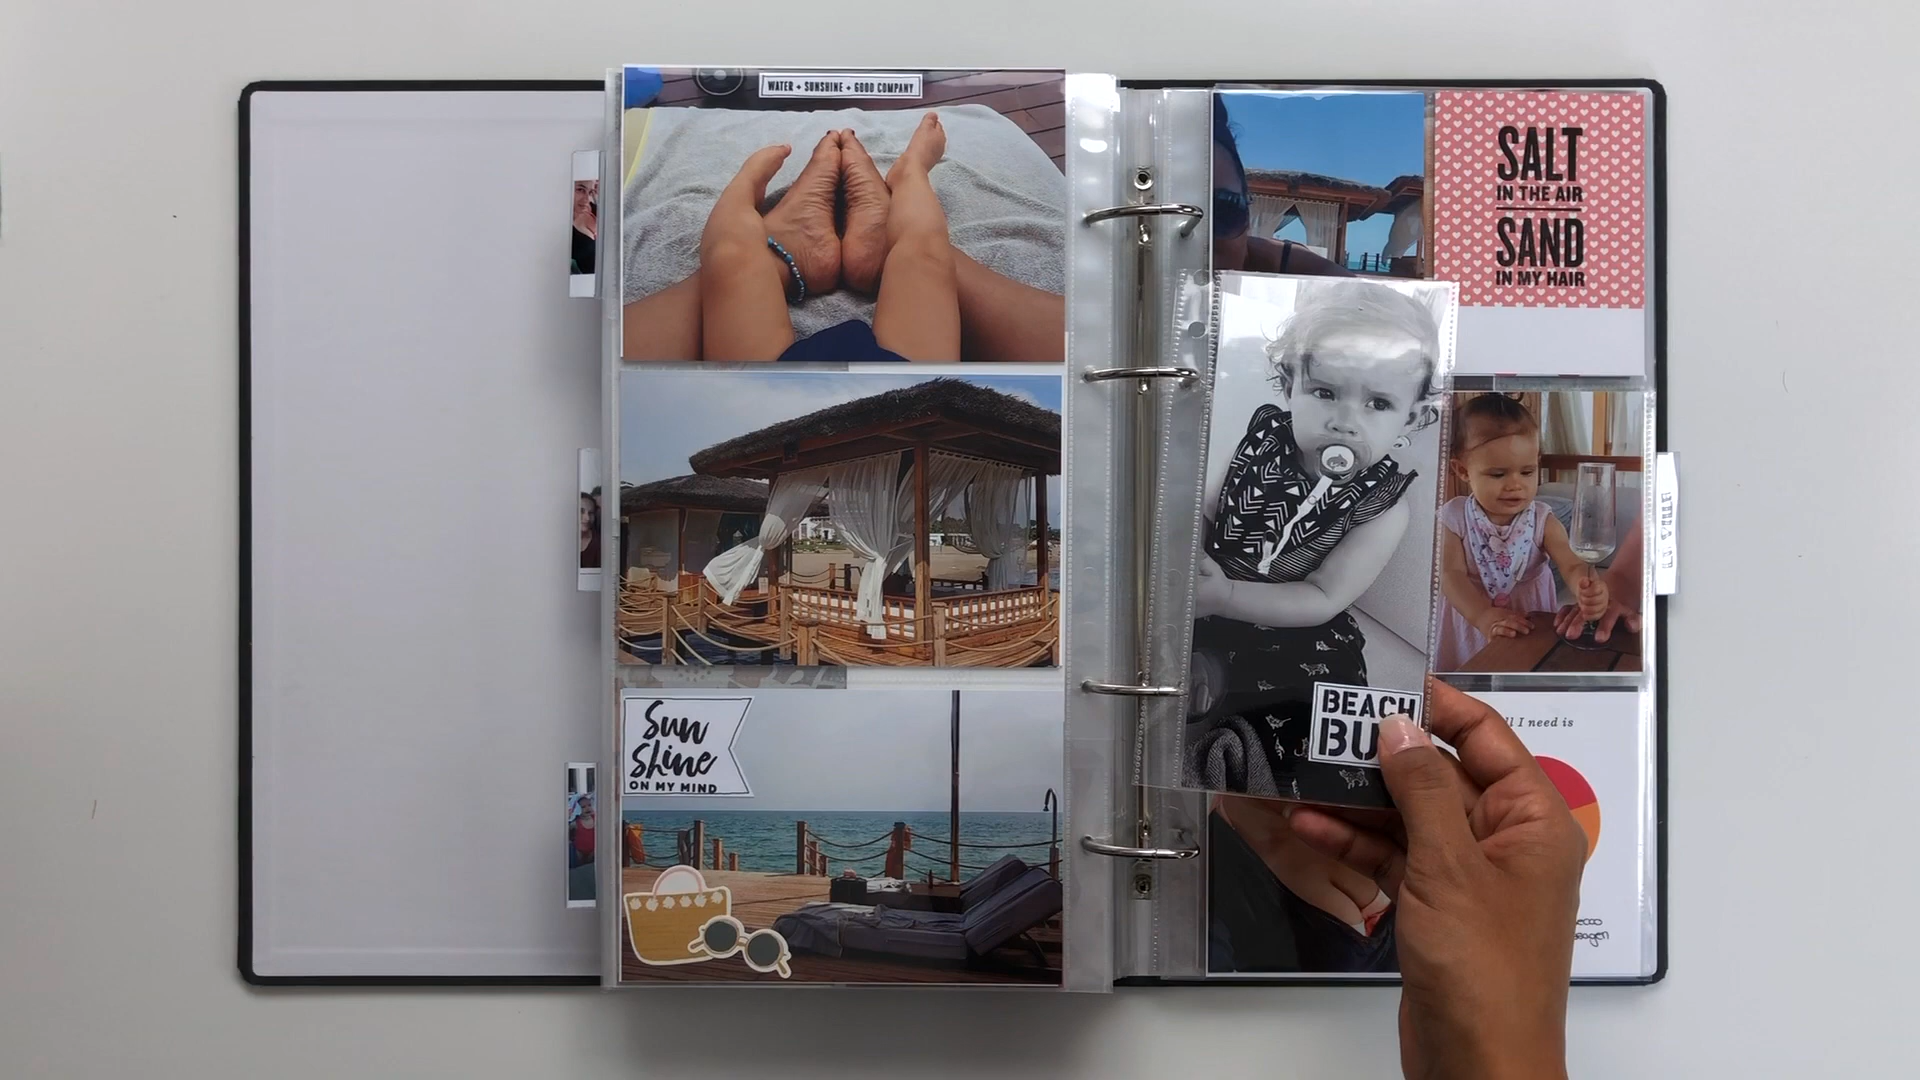 WATER + SUNSHINE + GOOD COMPANY
Sun
Shine
ON MY MIND
SALT
IN THE AIR
SAND
IN MY HAIR
BEACH
BU
ll I need is